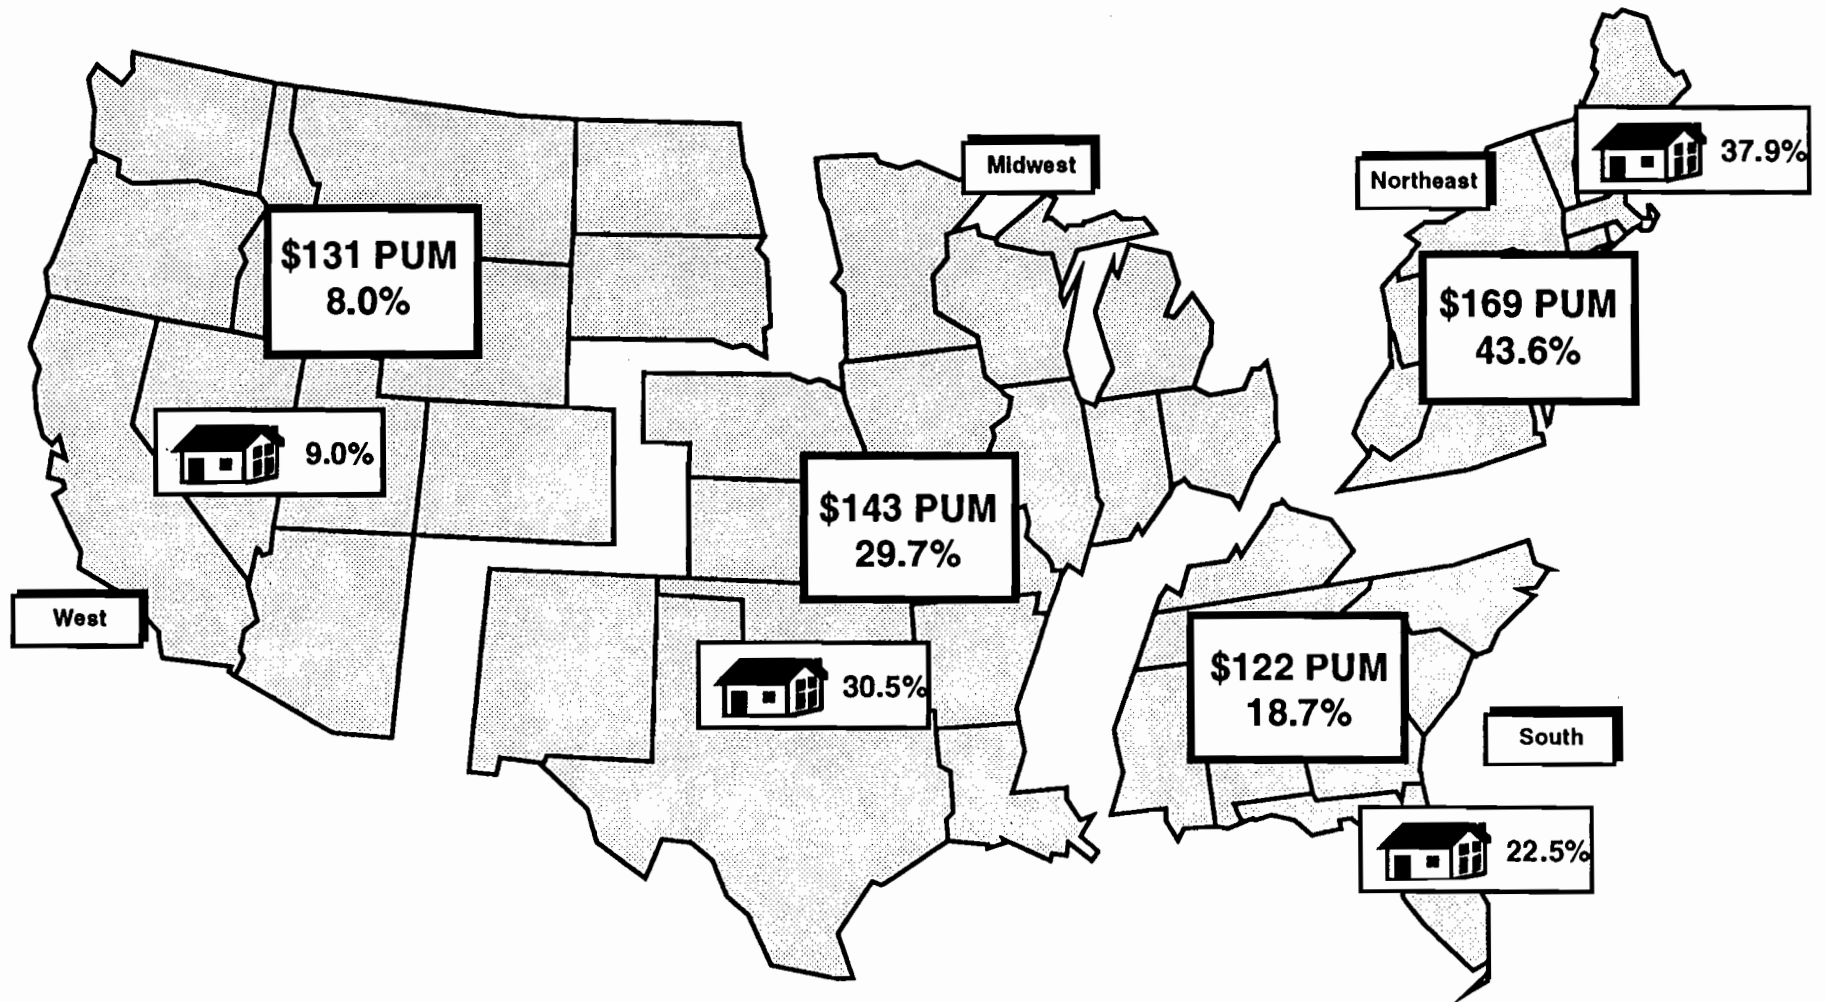 Midwest
Northeast
37.9%
$131 PUM
8.0%
$169 PUM
43.6%
9.0%
$143 PUM
29.7%
West
30.5%
$122 PUM
18.7%
South
22.5%